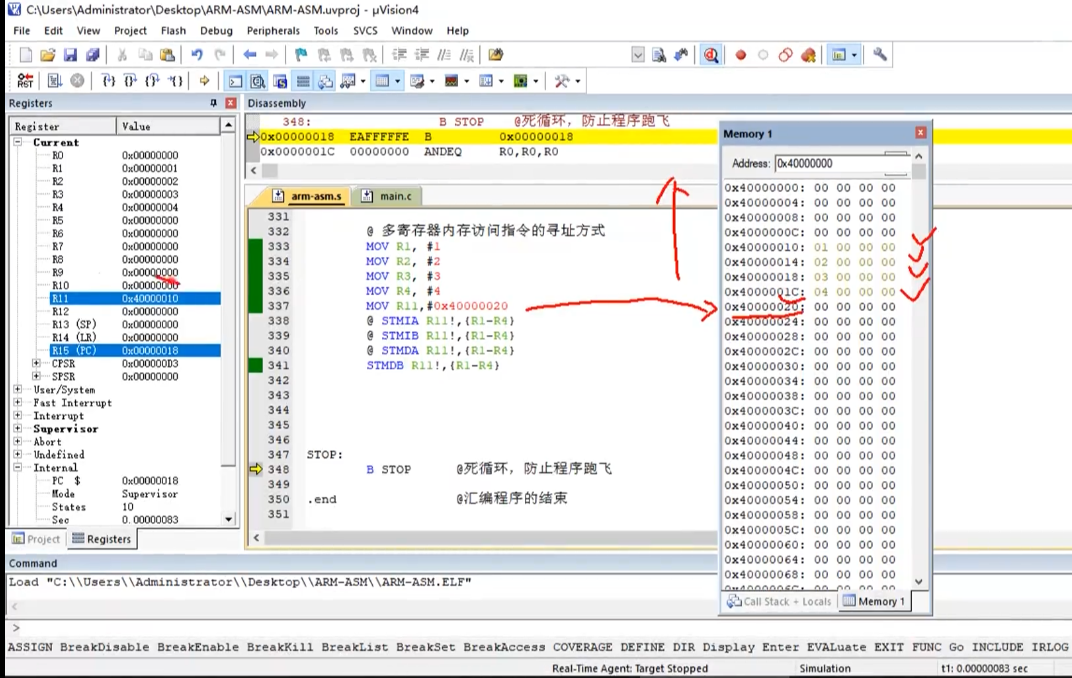 C:\Users\Administrator\Desktop\ARM-ASM\ARM-ASM.uvproj - µVision4
File Edit View Project Flash Debug Peripherals Tools SVCS Window Help
Registers
Register Value
Current
R0 0x00000000
R1 0x00000001
R2 0x00000002
R3 0x00000003
R4 0x00000004
R5 0x00000000
R6 0x00000000
R7 0x00000000
R8 0x00000000
R9 0x00000000
R10 0x00000000
R11 0x40000010
R12 0x00000000
R13 (SP) 0x00000000
R14 (LR) 0x00000000
R15 (PC) 0x00000018
CPSR 0x000000D3
SPSR 0x00000000
User/System
Fast Interrupt
Interrupt
Supervisor
Abort
Undefined
Internal
PC $ 0x00000018
Mode Supervisor
States 10
Sec 0.00000083
Project Registers
Disassembly
348: B STOP @死循环，防止程序跑飞
0x00000018 EAFFFFFE B 0x00000018
0x0000001C 00000000 ANDEQ R0,R0,R0
arm-asm.s main.c
331
332 @ 多寄存器内存访问指令的寻址方式
333 MOV R1, #1
334 MOV R2, #2
335 MOV R3, #3
336 MOV R4, #4
337 MOV R11,#0x40000020
338 @ STMIA R11!,{R1-R4}
339 @ STMIB R11!,{R1-R4}
340 @ STMDA R11!,{R1-R4}
341 STMDB R11!,{R1-R4}
342
343
344
345
346
347 STOP:
348 B STOP @死循环，防止程序跑飞
349
350 .end @汇编程序的结束
351
Memory 1
Address: 0x40000000
0x40000000: 00 00 00 00
0x40000004: 00 00 00 00
0x40000008: 00 00 00 00
0x4000000C: 00 00 00 00
0x40000010: 01 00 00 00
0x40000014: 02 00 00 00
0x40000018: 03 00 00 00
0x4000001C: 04 00 00 00
0x40000020: 00 00 00 00
0x40000024: 00 00 00 00
0x40000028: 00 00 00 00
0x4000002C: 00 00 00 00
0x40000030: 00 00 00 00
0x40000034: 00 00 00 00
0x40000038: 00 00 00 00
0x4000003C: 00 00 00 00
0x40000040: 00 00 00 00
0x40000044: 00 00 00 00
0x40000048: 00 00 00 00
0x4000004C: 00 00 00 00
0x40000050: 00 00 00 00
0x40000054: 00 00 00 00
0x40000058: 00 00 00 00
0x4000005C: 00 00 00 00
0x40000060: 00 00 00 00
0x40000064: 00 00 00 00
0x40000068: 00 00 00 00
0x4000006C: 00 00 00 00
Call Stack + Locals Memory 1
Command
Load "C:\\Users\\Administrator\\Desktop\\ARM-ASM\\ARM-ASM.ELF"
>
ASSIGN BreakDisable BreakEnable BreakKill BreakList BreakSet BreakAccess COVERAGE DEFINE DIR Display Enter EVALuate EXIT FUNC Go INCLUDE IRLOG
Real-Time Agent: Target Stopped Simulation t1: 0.00000083 sec